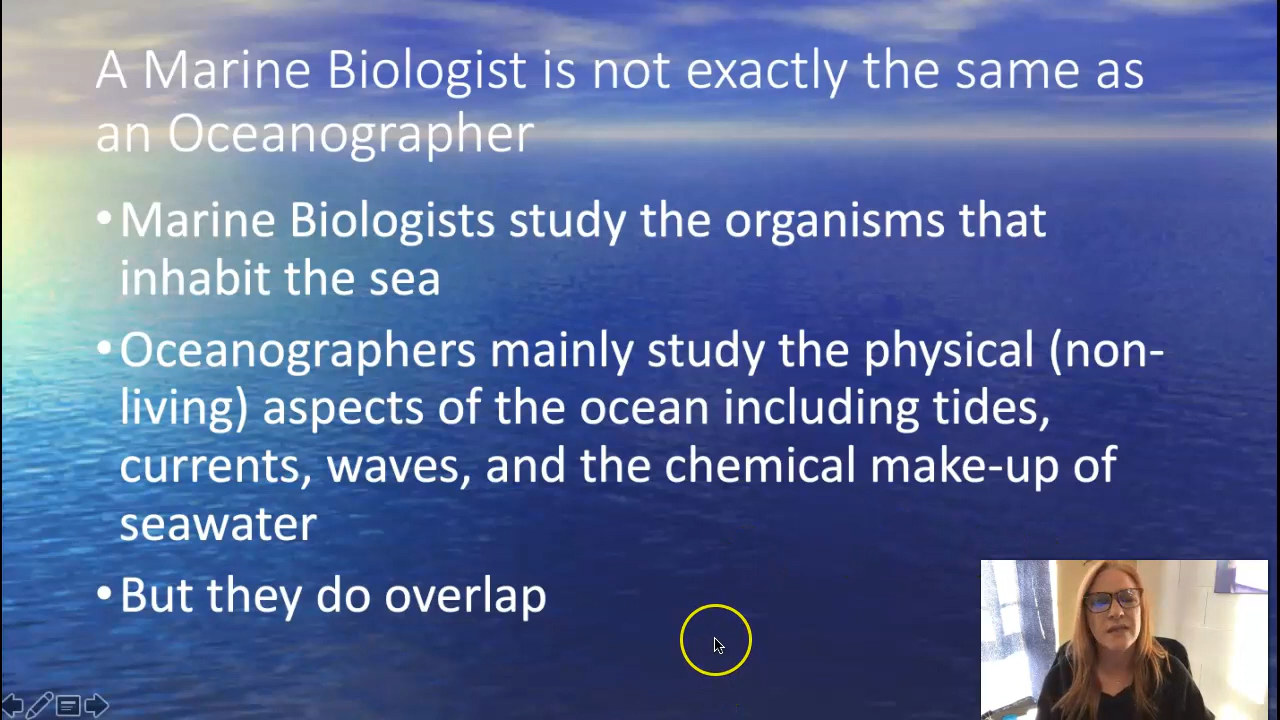 A Marine Biologist is not exactly the same as
an Oceanographer
•Marine Biologists study the organisms that
inhabit the sea
•Oceanographers mainly study the physical (non-
living) aspects of the ocean including tides,
currents, waves, and the chemical make-up of
seawater
•But they do overlap